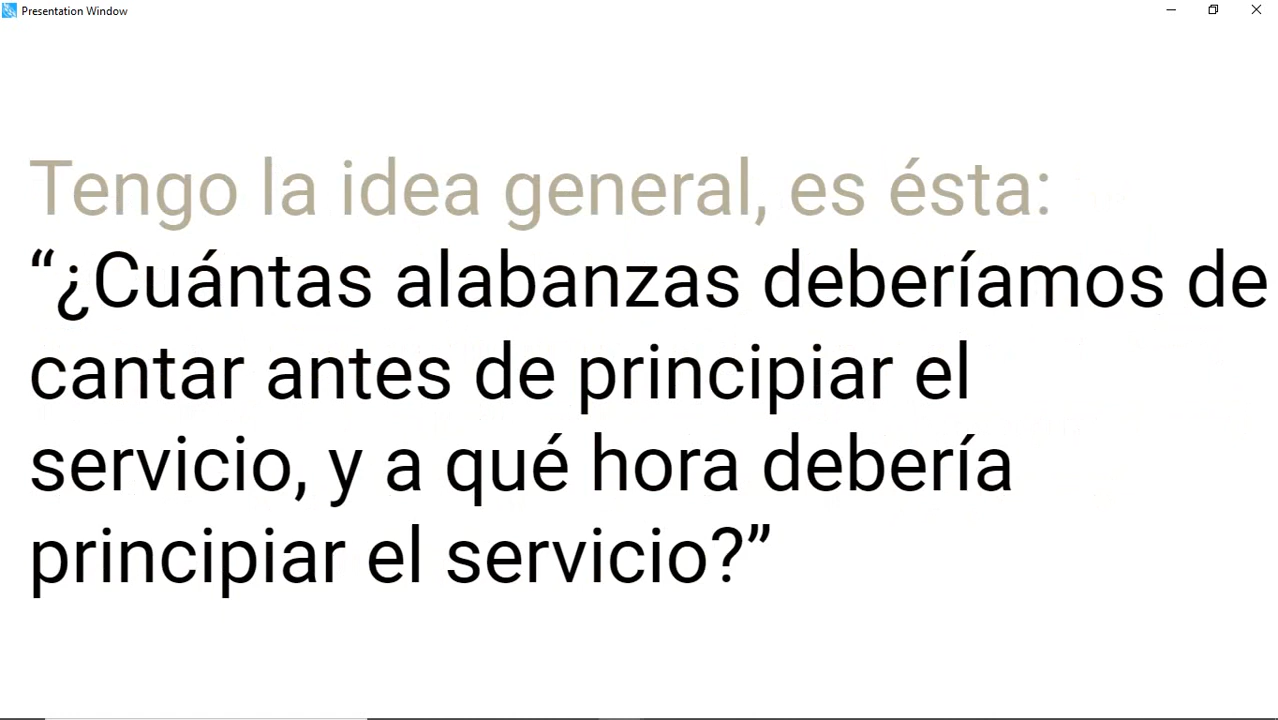 Presentation Window
Tengo la idea general, es ésta:
“¿Cuántas alabanzas deberíamos de
cantar antes de principiar el
servicio, y a qué hora debería
principiar el servicio?”